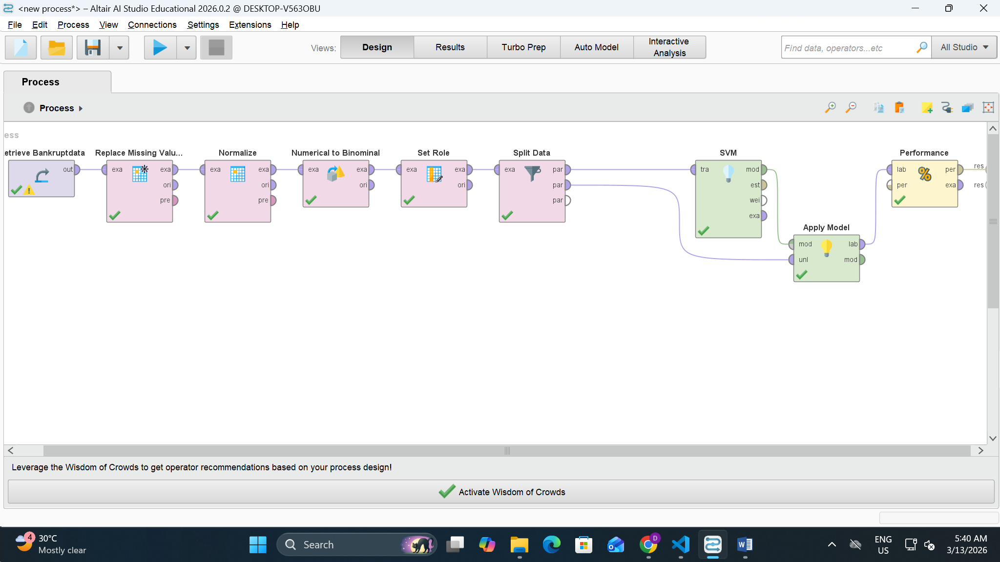 <new process*> – Altair AI Studio Educational 2026.0.2 @ DESKTOP-V563OBU
File Edit Process View Connections Settings Extensions Help
Views: Design Results Turbo Prep Auto Model Interactive Analysis
Find data, operators...etc All Studio
Process
Process
ess
etrieve Bankruptdata
out
Replace Missing Valu...
exa exa
ori
pre
Normalize
exa exa
ori
pre
Numerical to Binominal
exa exa
ori
Set Role
exa exa
ori
Split Data
exa par
par
par
SVM
tra mod
est
wei
exa
Apply Model
mod lab
unl mod
Performance
lab % per
per exa
res
res
Leverage the Wisdom of Crowds to get operator recommendations based on your process design!
Activate Wisdom of Crowds
4
30°C
Mostly clear
Search
D
ENG
US
5:40 AM
3/13/2026